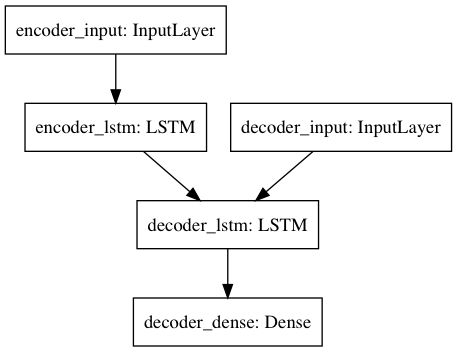 encoder_input: InputLayer
encoder_lstm: LSTM
decoder_input: InputLayer
decoder_lstm: LSTM
decoder_dense: Dense